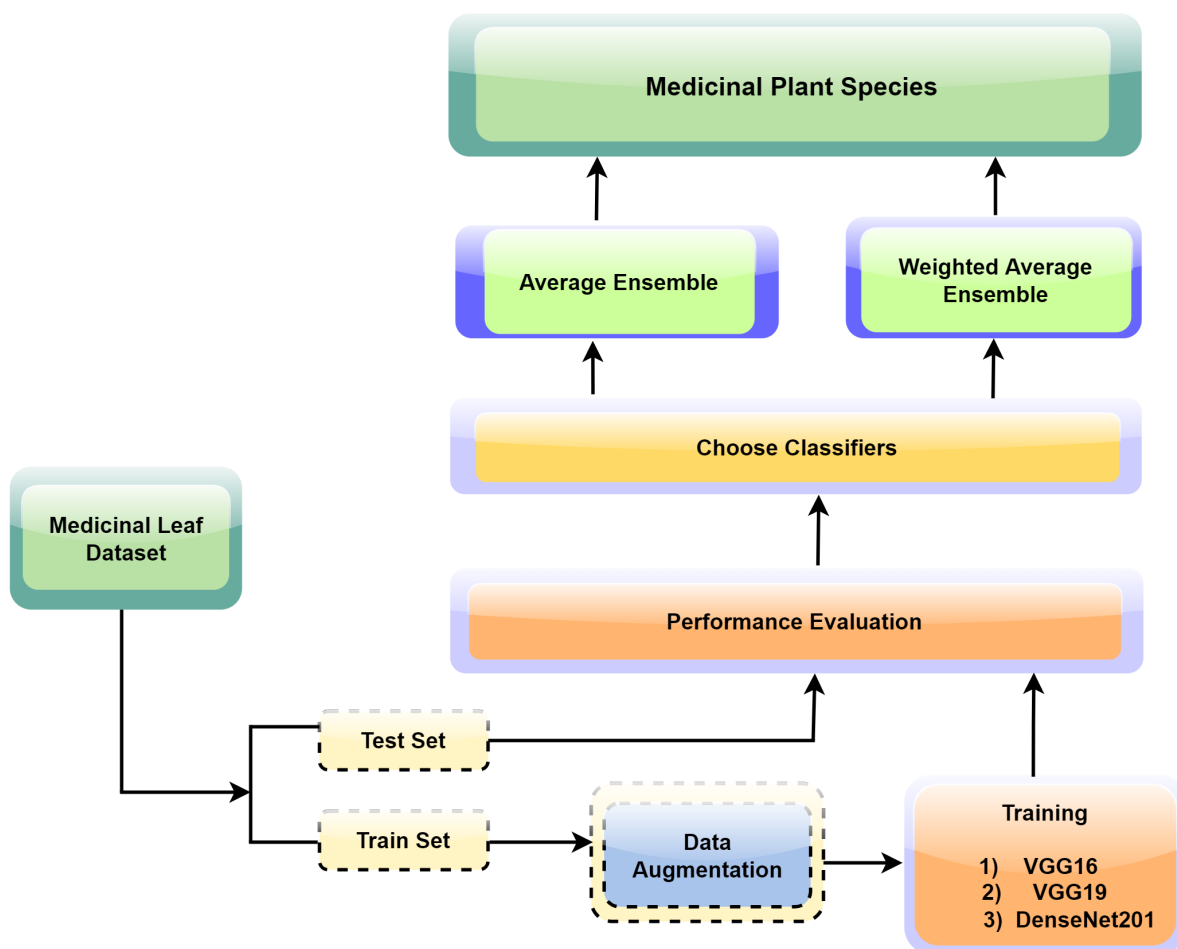 Medicinal Plant Species
Average Ensemble
Weighted Average
Ensemble
Choose Classifiers
Medicinal Leaf
Dataset
Performance Evaluation
Test Set
Train Set
Data
Augmentation
Training
1) VGG16
2) VGG19
3) DenseNet201